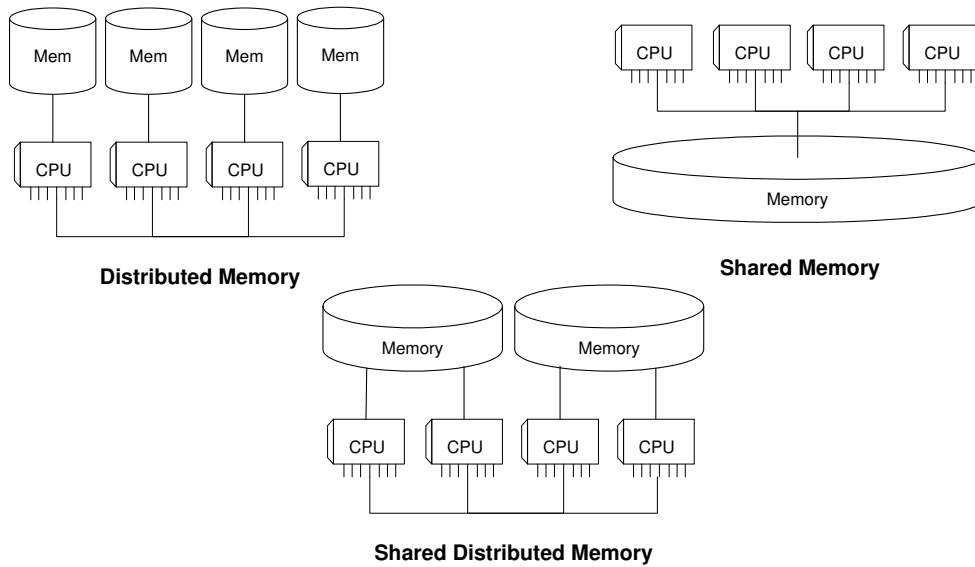 Mem Mem Mem Mem
CPU CPU CPU CPU
Distributed Memory
CPU CPU CPU CPU
Memory
Shared Memory
Memory Memory
CPU CPU CPU CPU
Shared Distributed Memory